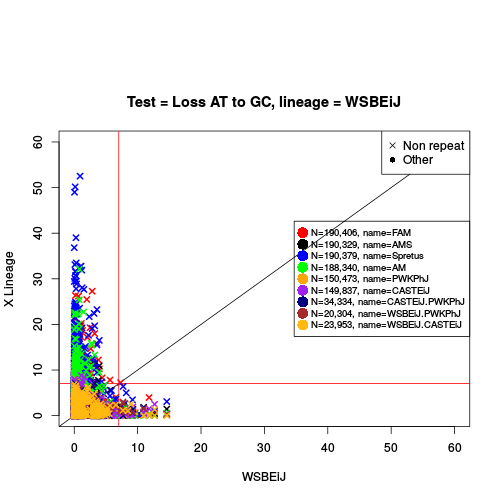 Test = Loss AT to GC, lineage = WSBEiJ
X Lineage
60
50
40
30
20
10
0
Non repeat
Other
N=190,406, name=FAM
N=190,329, name=AMS
N=190,379, name=Spretus
N=188,340, name=AM
N=150,473, name=PWKPhJ
N=149,837, name=CASTEiJ
N=34,334, name=CASTEiJ.PWKPhJ
N=20,304, name=WSBEiJ.PWKPhJ
N=23,953, name=WSBEiJ.CASTEiJ
0 10 20 30 40 50 60
WSBEiJ